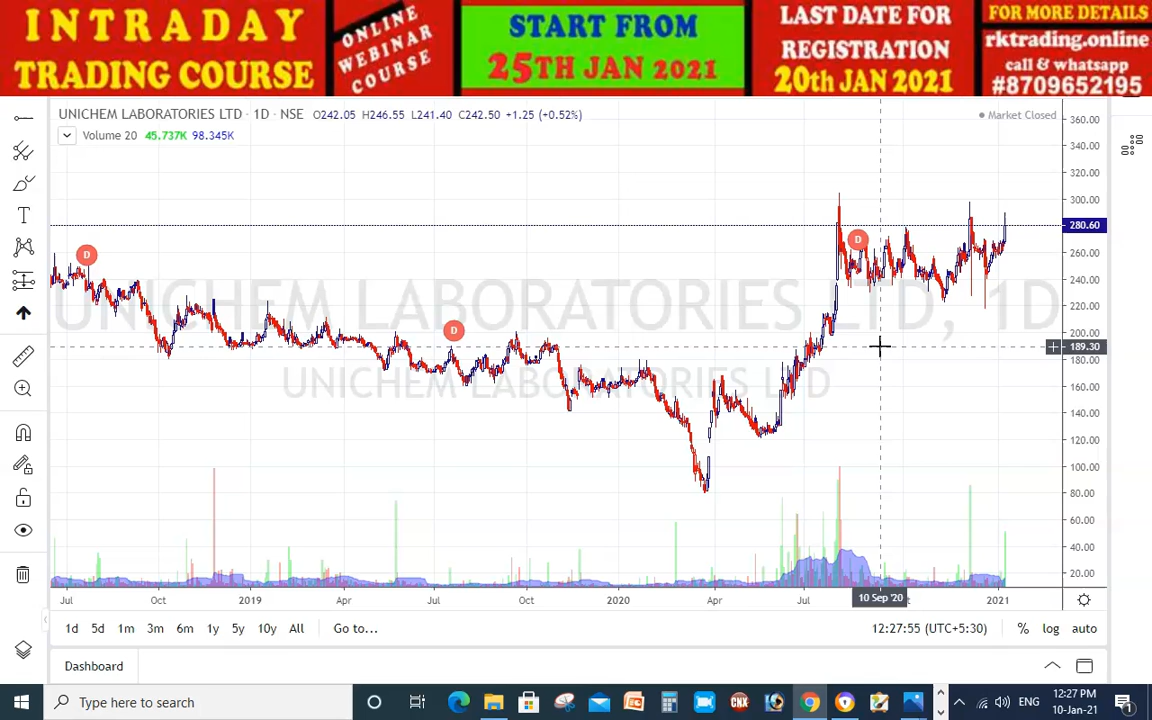 INTRADAY
TRADING COURSE
ONLINE
WEBINAR
COURSE
START FROM
25TH JAN 2021
LAST DATE FOR
REGISTRATION
20th JAN 2021
FOR MORE DETAILS
rktrading.online
call & whatsapp
#8709652195
UNICHEM LABORATORIES LTD · 1D · NSE O242.05 H246.55 L241.40 C242.50 +1.25 (+0.52%)
Market Closed
Volume 20 45.737K 98.345K
360.00
340.00
320.00
300.00
280.60
260.00
240.00
220.00
200.00
189.30
180.00
160.00
140.00
120.00
100.00
80.00
60.00
40.00
20.00
D
D
D
UNICHEM LABORATORIES LTD, 1D
UNICHEM LABORATORIES LTD
Jul Oct 2019 Apr Jul Oct 2020 Apr Jul 10 Sep '20 2021
1d 5d 1m 3m 6m 1y 5y 10y All Go to... 12:27:55 (UTC+5:30) % log auto
Dashboard
Type here to search
CNX
ENG
12:27 PM
10-Jan-21
1